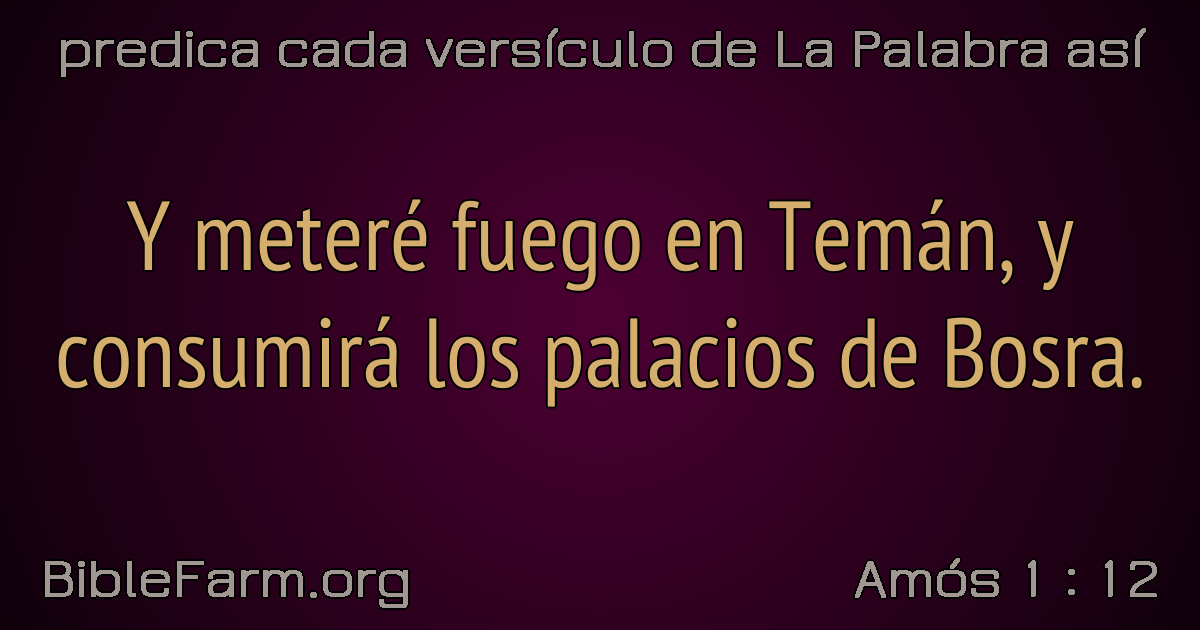 predica cada versículo de La Palabra así
Y meteré fuego en Temán, y
consumirá los palacios de Bosra.
BibleFarm.org
Amós 1 : 12